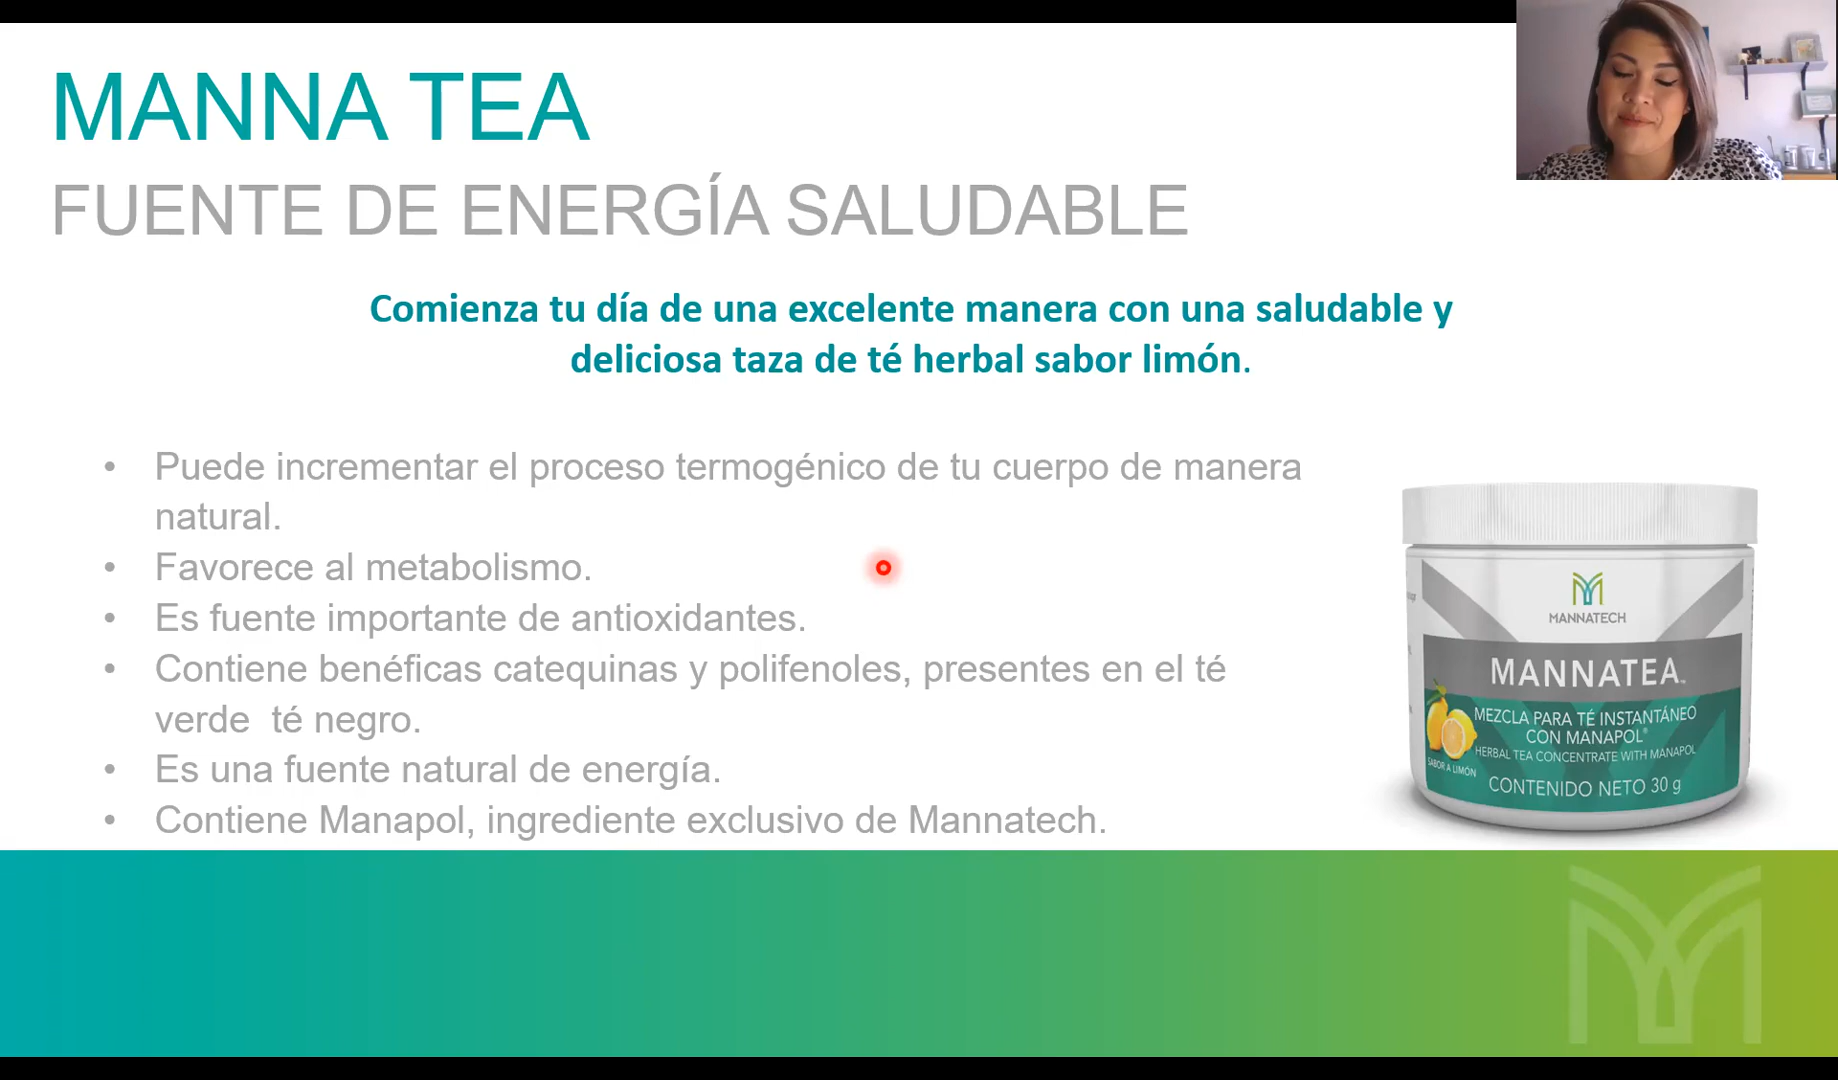 MANNA TEA
FUENTE DE ENERGÍA SALUDABLE
Comienza tu día de una excelente manera con una saludable y
deliciosa taza de té herbal sabor limón.
• Puede incrementar el proceso termogénico de tu cuerpo de manera
natural.
• Favorece al metabolismo.
• Es fuente importante de antioxidantes.
• Contiene benéficas catequinas y polifenoles, presentes en el té
verde  té negro.
• Es una fuente natural de energía.
• Contiene Manapol, ingrediente exclusivo de Mannatech.
MANNATECH
MANNATEA™
MEZCLA PARA TÉ INSTANTÁNEO
CON MANAPOL®
HERBAL TEA CONCENTRATE WITH MANAPOL
SABOR A LIMÓN
CONTENIDO NETO 30 g